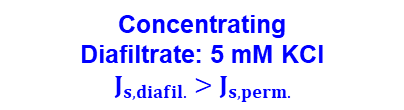 Concentrating
Diafiltrate: 5 mM KCl
Js,diafil. > Js,perm.